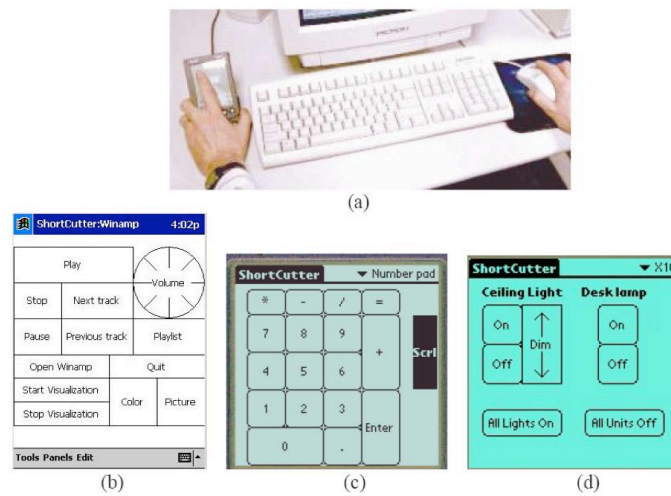 (a)
ShortCutter:Winamp 4:02p
Play
Volume
Stop Next track
Pause Previous track Playlist
Open Winamp Quit
Start Visualization
Color Picture
Stop Visualization
Tools Panels Edit
(b)
ShortCutter Number pad
* - / =
7 8 9
+
Scrl
4 5 6
1 2 3
Enter
0 .
(c)
ShortCutter X10
Ceiling Light Desk lamp
On On
Dim
Off Off
All Lights On All Units Off
(d)